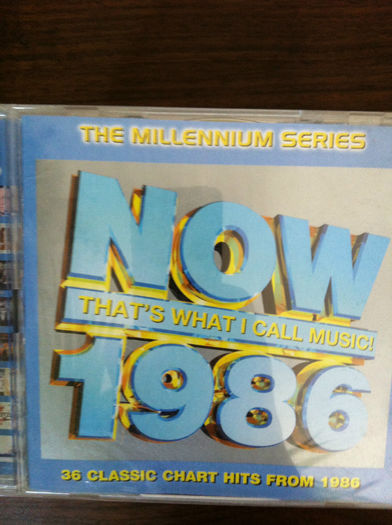 THE MILLENNIUM SERIES
NOW
THAT'S WHAT I CALL MUSIC!
1986
36 CLASSIC CHART HITS FROM 1986